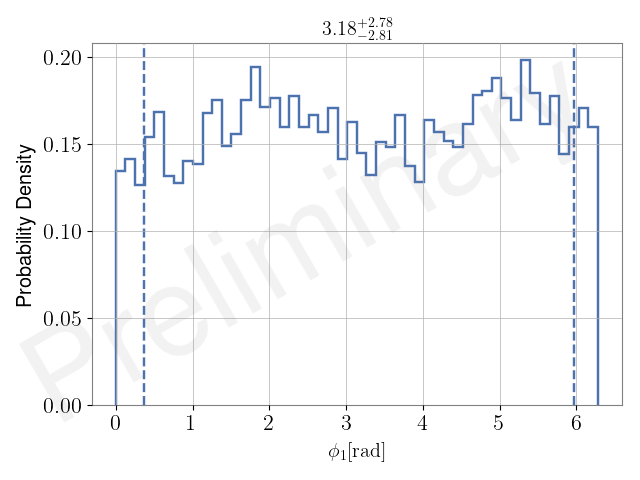 3.18^{+2.78}_{-2.81}
Probability Density
0.20
0.15
0.10
0.05
0.00
0 1 2 3 4 5 6
ϕ₁[rad]
Preliminary